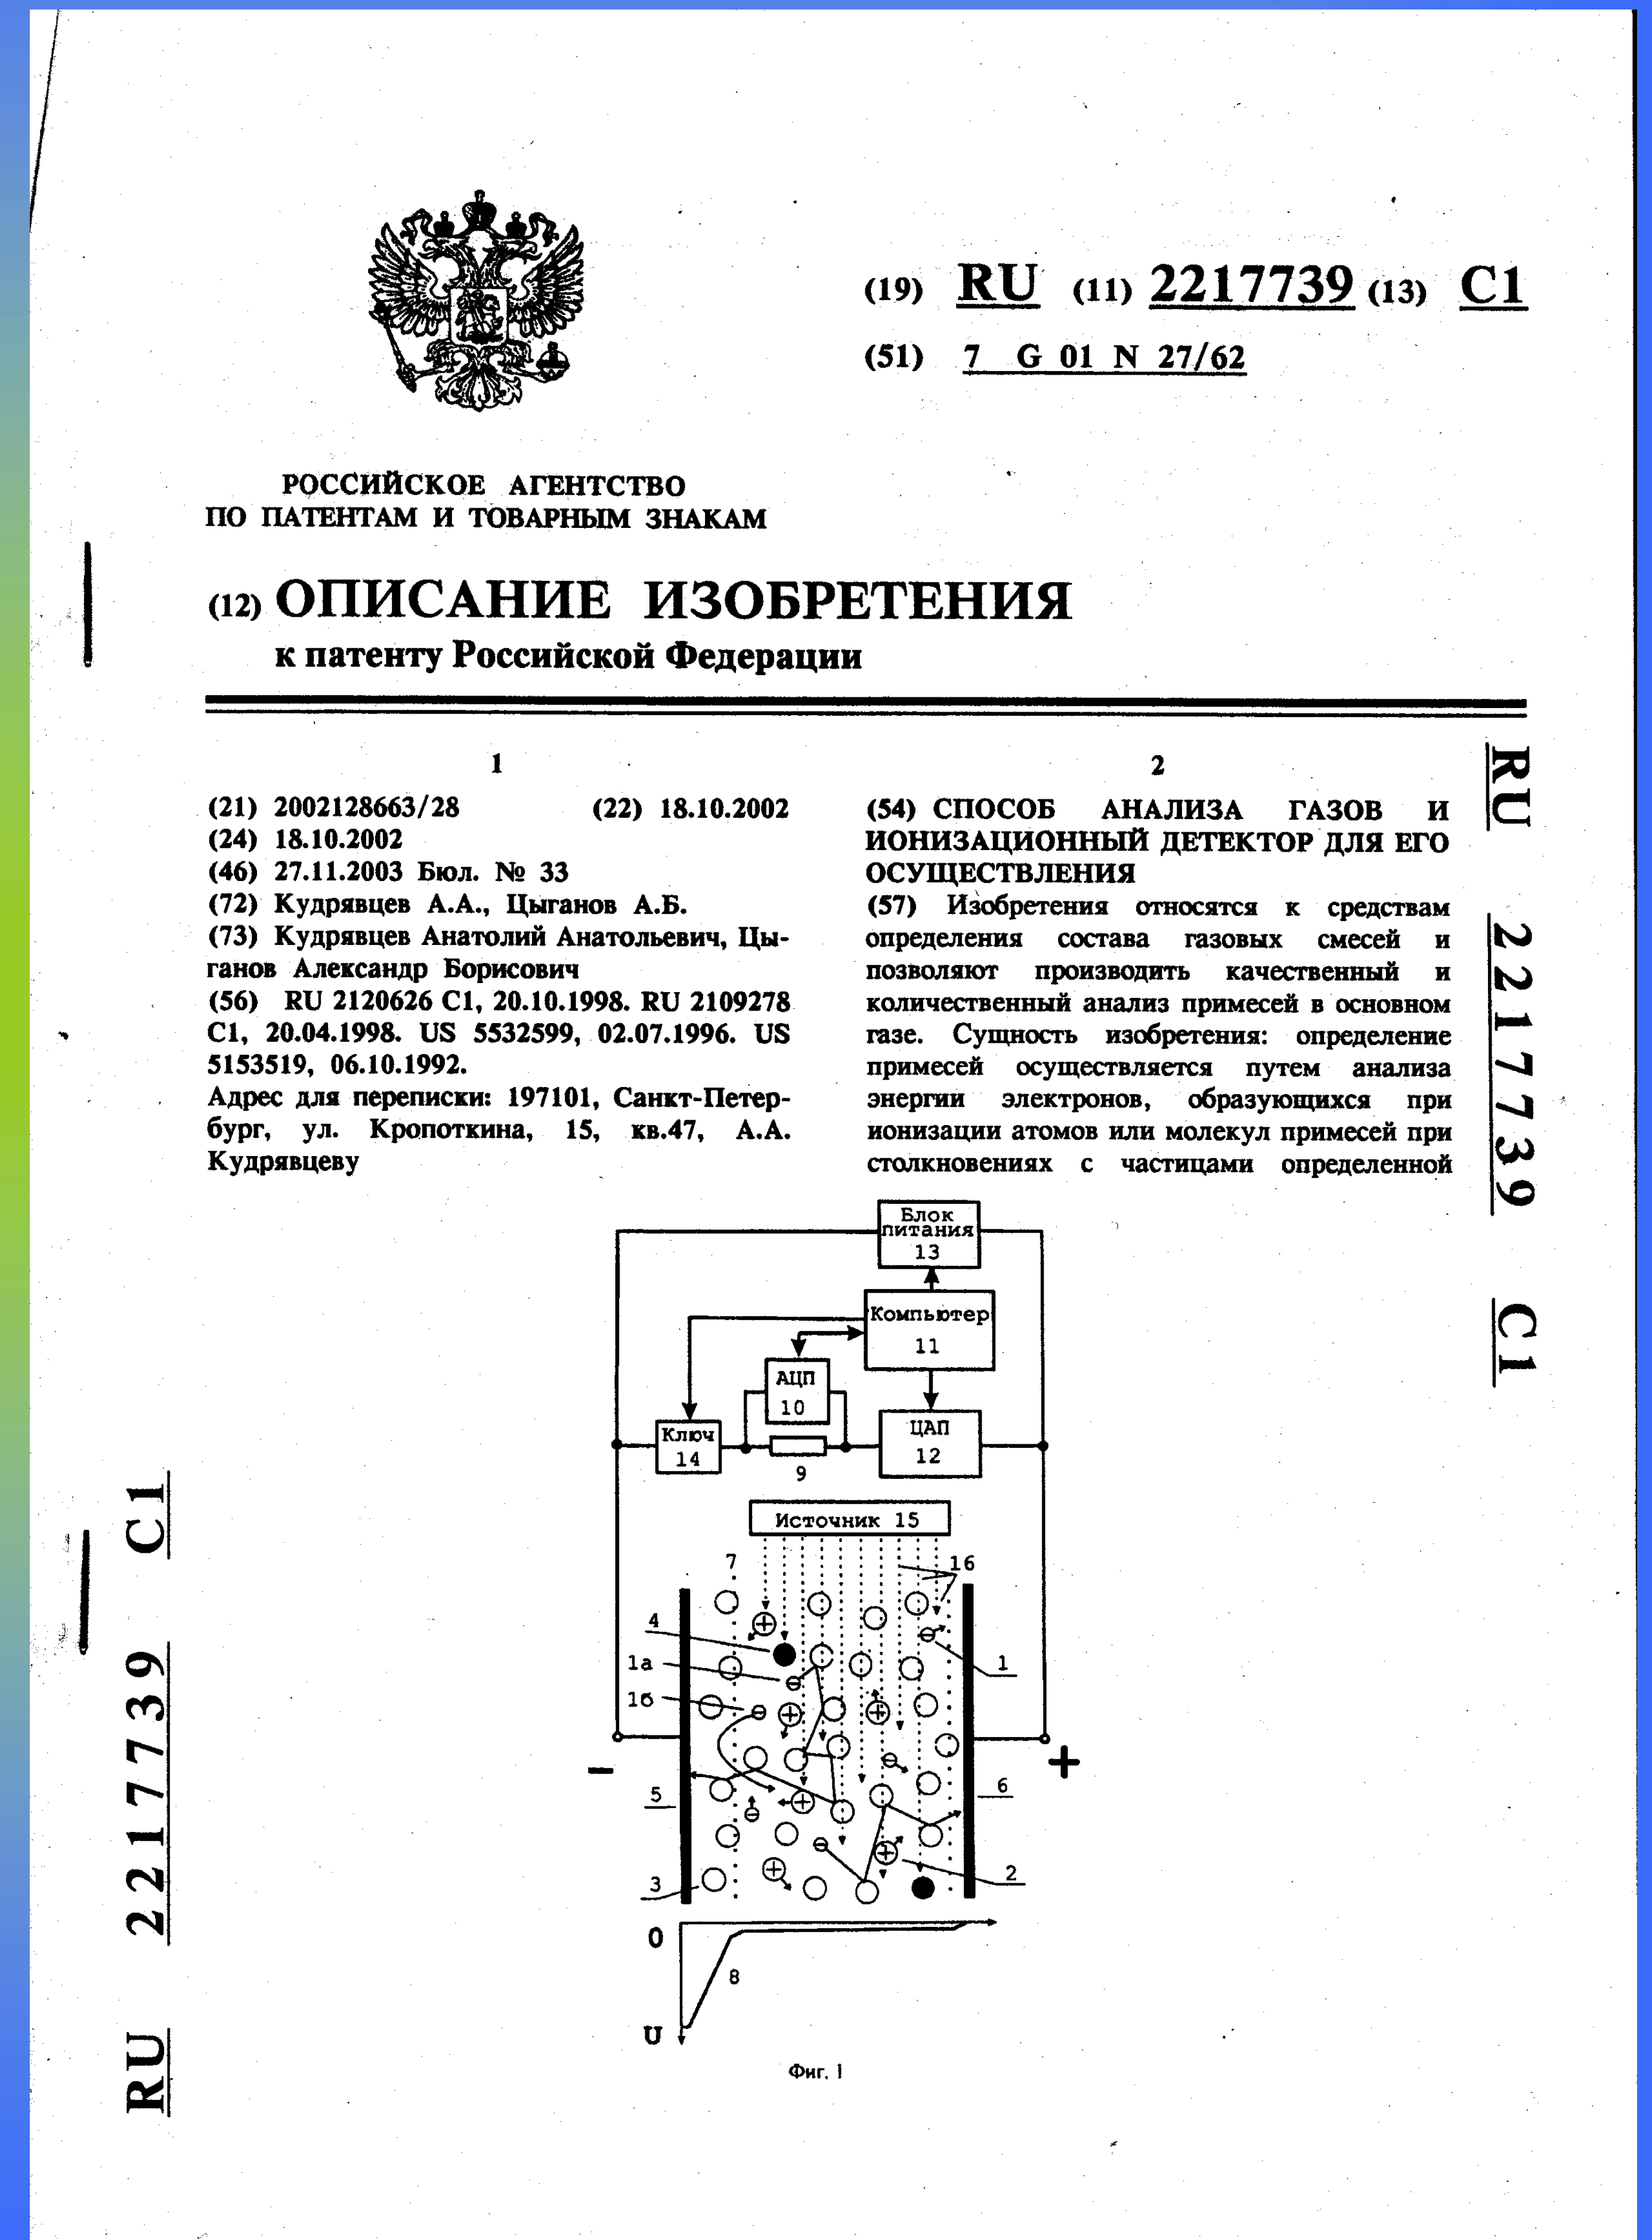 (19) RU (11) 2217739 (13) C1
(51) 7 G 01 N 27/62
РОССИЙСКОЕ АГЕНТСТВО
ПО ПАТЕНТАМ И ТОВАРНЫМ ЗНАКАМ
(12) ОПИСАНИЕ ИЗОБРЕТЕНИЯ
к патенту Российской Федерации
1
(21) 2002128663/28 (22) 18.10.2002
(24) 18.10.2002
(46) 27.11.2003 Бюл. № 33
(72) Кудрявцев А.А., Цыганов А.Б.
(73) Кудрявцев Анатолий Анатольевич, Цы-
ганов Александр Борисович
(56) RU 2120626 C1, 20.10.1998. RU 2109278
C1, 20.04.1998. US 5532599, 02.07.1996. US
5153519, 06.10.1992.
Адрес для переписки: 197101, Санкт-Петер-
бург, ул. Кропоткина, 15, кв.47, А.А.
Кудрявцеву
2
(54) СПОСОБ АНАЛИЗА ГАЗОВ И
ИОНИЗАЦИОННЫЙ ДЕТЕКТОР ДЛЯ ЕГО
ОСУЩЕСТВЛЕНИЯ
(57) Изобретения относятся к средствам
определения состава газовых смесей и
позволяют производить качественный и
количественный анализ примесей в основном
газе. Сущность изобретения: определение
примесей осуществляется путем анализа
энергии электронов, образующихся при
ионизации атомов или молекул примесей при
столкновениях с частицами определенной
RU 2217739 C1
RU 2217739 C1
Блок
питания
13
Компьютер
11
АЦП
10
Ключ
14
9
ЦАП
12
Источник 15
7
16
4
1а
1
1б
-
+
5
6
3
2
0
8
U
Фиг. 1